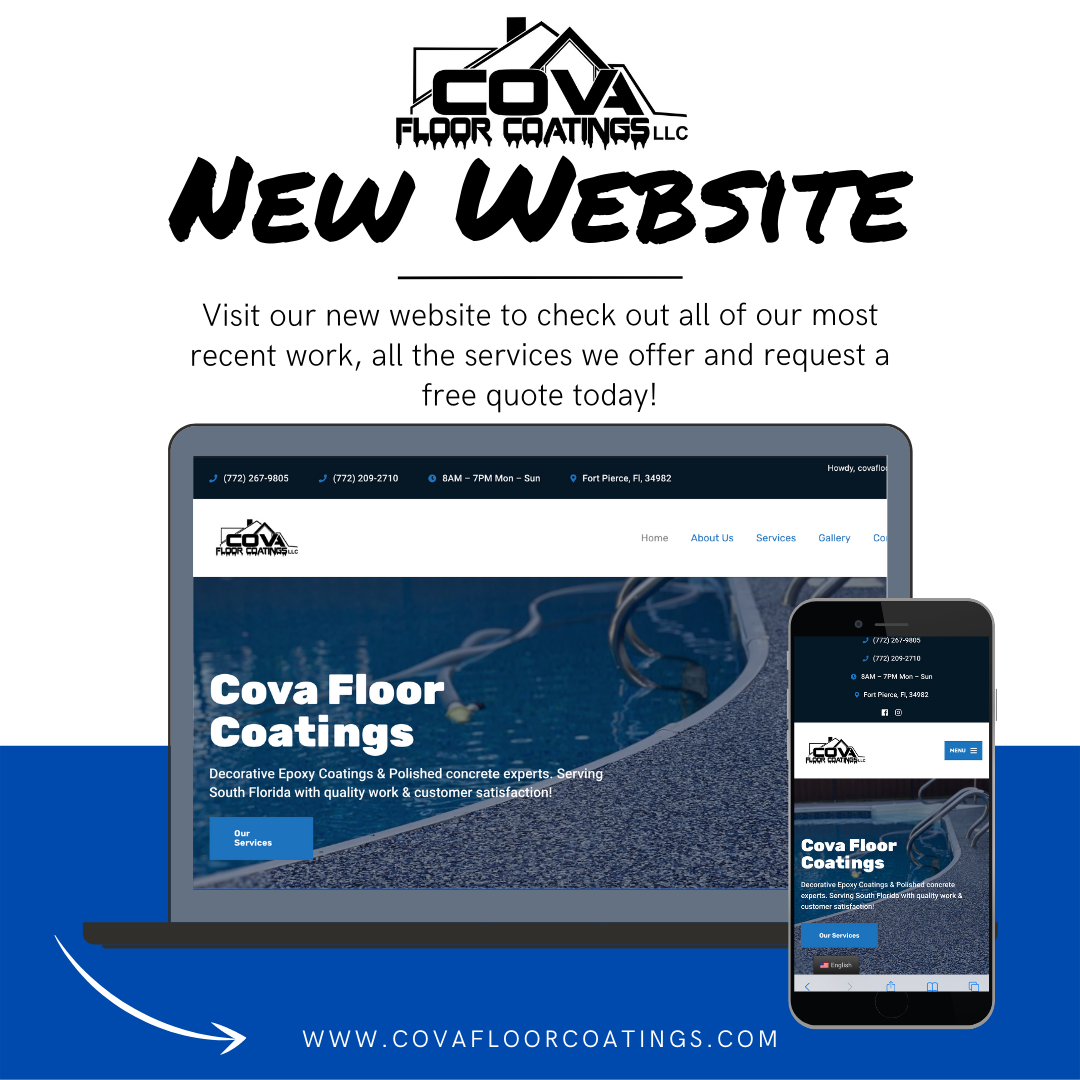 COVA
FLOOR COATINGS LLC
NEW WEBSITE
Visit our new website to check out all of our most
recent work, all the services we offer and request a
free quote today!
Howdy, covafloo
(772) 267-9805 (772) 209-2710 8AM – 7PM Mon – Sun Fort Pierce, Fl, 34982
COVA
FLOOR COATINGS LLC
Home About Us Services Gallery Co
Cova Floor
Coatings
Decorative Epoxy Coatings & Polished concrete experts. Serving
South Florida with quality work & customer satisfaction!
Our
Services
(772) 267-9805
(772) 209-2710
8AM – 7PM Mon – Sun
Fort Pierce, Fl, 34982
COVA
FLOOR COATINGS LLC
MENU
Cova Floor
Coatings
Decorative Epoxy Coatings & Polished concrete
experts. Serving South Florida with quality work &
customer satisfaction!
Our Services
English
WWW.COVAFLOORCOATINGS.COM